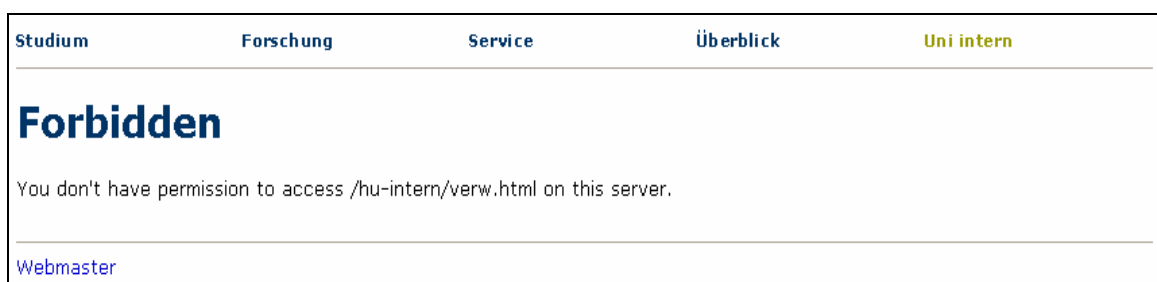 Studium Forschung Service Überblick Uni intern
Forbidden
You don't have permission to access /hu-intern/verw.html on this server.
Webmaster